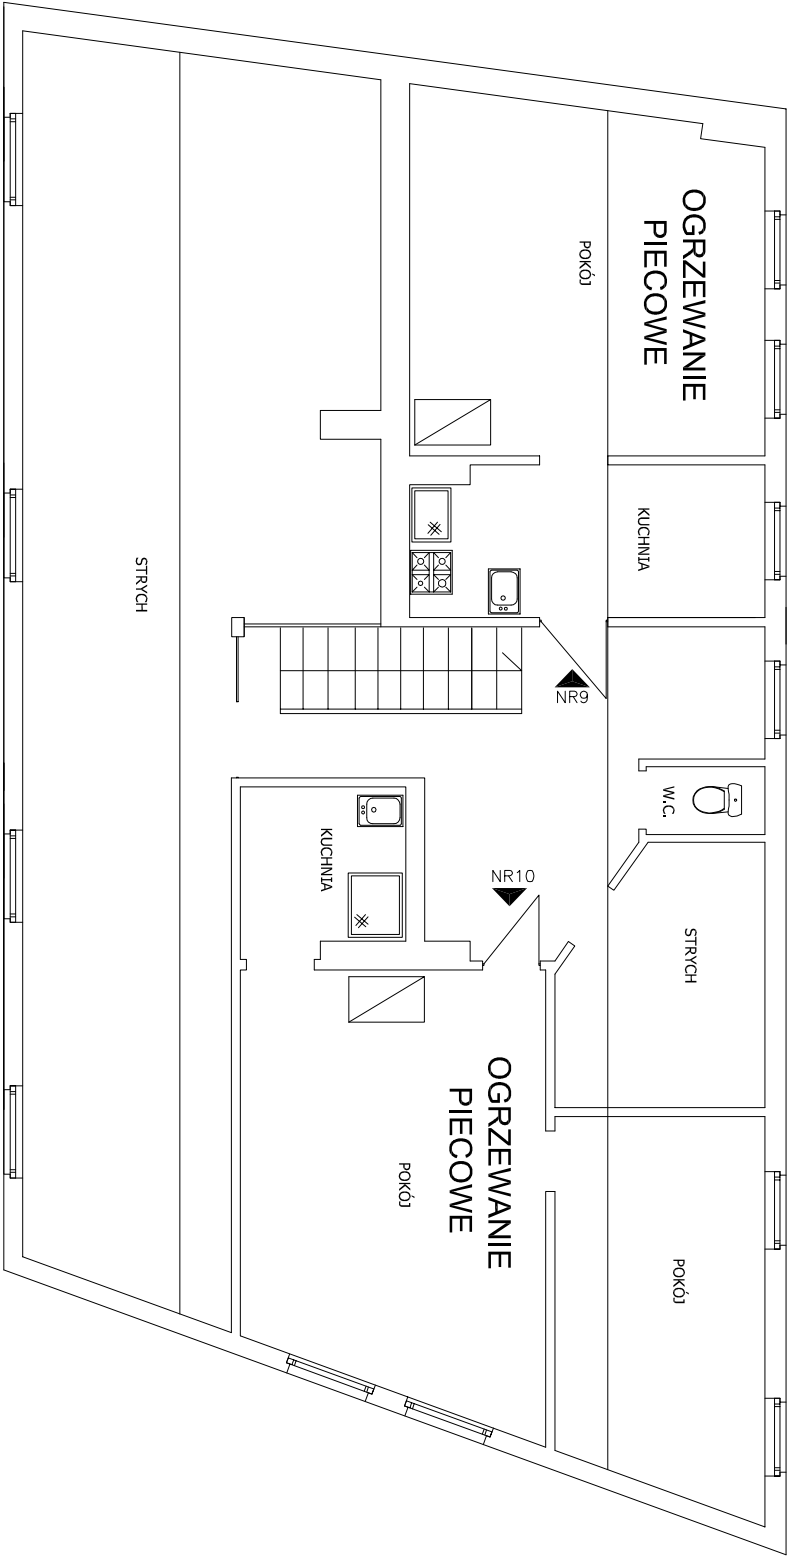 OGRZEWANIE
PIECOWE
POKÓJ
KUCHNIA
STRYCH
NR9
W.C.
KUCHNIA
NR10
STRYCH
OGRZEWANIE
PIECOWE
POKÓJ
POKÓJ